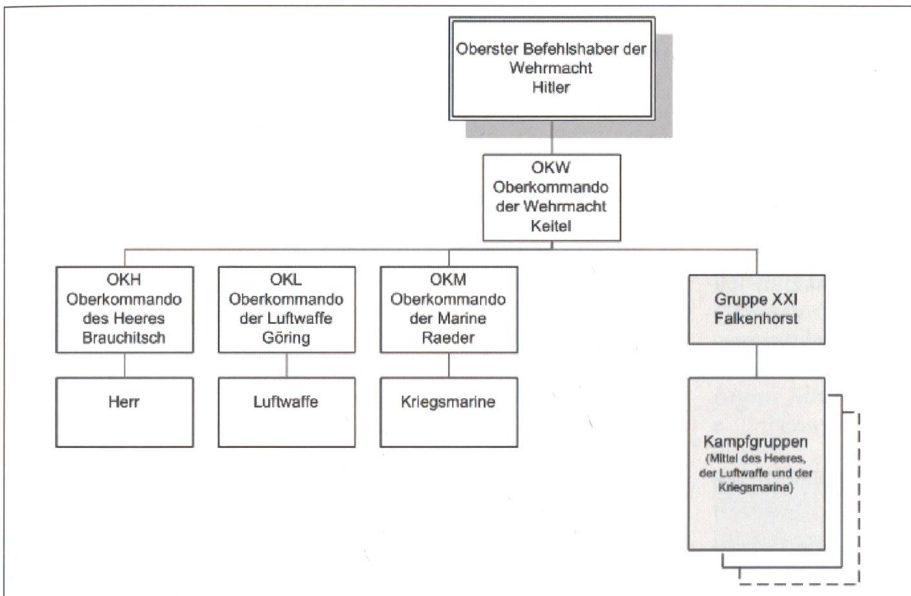 Oberster Befehlshaber der
Wehrmacht
Hitler
OKW
Oberkommando
der Wehrmacht
Keitel
OKH
Oberkommando
des Heeres
Brauchitsch
OKL
Oberkommando
der Luftwaffe
Göring
OKM
Oberkommando
der Marine
Raeder
Gruppe XXI
Falkenhorst
Herr
Luftwaffe
Kriegsmarine
Kampfgruppen
(Mittel des Heeres,
der Luftwaffe und der
Kriegsmarine)